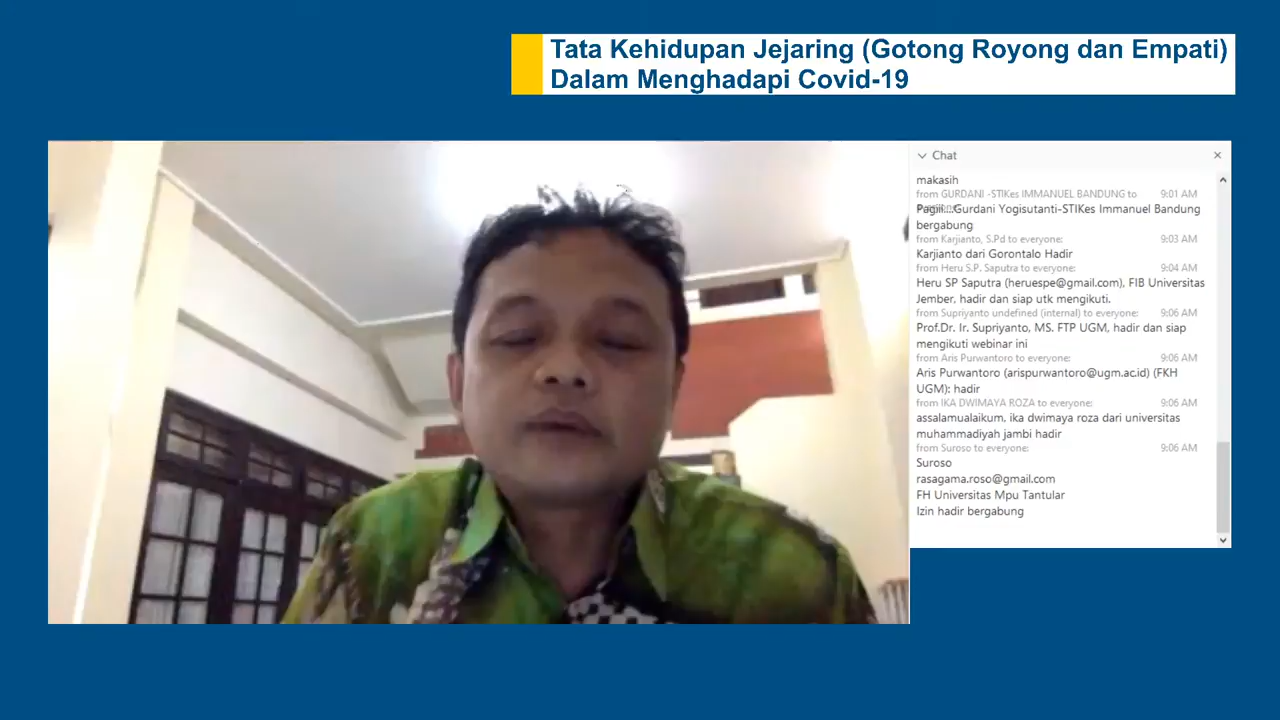 Tata Kehidupan Jejaring (Gotong Royong dan Empati)
Dalam Menghadapi Covid-19
Chat
makasih
from GURDANI -STIKes IMMANUEL BANDUNG to
9:01 AM
Pagiii...Gurdani Yogisutanti-STIKes Immanuel Bandung
bergabung
from Karjianto, S.Pd to everyone:
9:03 AM
Karjianto dari Gorontalo Hadir
from Heru S.P. Saputra to everyone:
9:04 AM
Heru SP Saputra (heruespe@gmail.com), FIB Universitas
Jember, hadir dan siap utk mengikuti.
from Supriyanto undefined (internal) to everyone:
9:06 AM
Prof.Dr. Ir. Supriyanto, MS. FTP UGM, hadir dan siap
mengikuti webinar ini
from Aris Purwantoro to everyone:
9:06 AM
Aris Purwantoro (arispurwantoro@ugm.ac.id) (FKH
UGM): hadir
from IKA DWIMAYA ROZA to everyone:
9:06 AM
assalamualaikum, ika dwimaya roza dari universitas
muhammadiyah jambi hadir
from Suroso to everyone:
9:06 AM
Suroso
rasagama.roso@gmail.com
FH Universitas Mpu Tantular
Izin hadir bergabung